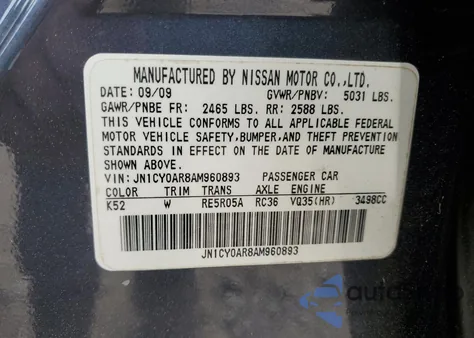 MANUFACTURED BY NISSAN MOTOR CO.,LTD.
DATE: 09/09 GVWR/PNBV: 5031 LBS.
GAWR/PNBE FR: 2465 LBS. RR: 2588 LBS.
THIS VEHICLE CONFORMS TO ALL APPLICABLE FEDERAL
MOTOR VEHICLE SAFETY,BUMPER,AND THEFT PREVENTION
STANDARDS IN EFFECT ON THE DATE OF MANUFACTURE
SHOWN ABOVE.
VIN: JN1CY0AR8AM960893 PASSENGER CAR
COLOR TRIM TRANS AXLE ENGINE
K52 W RE5R05A RC36 VQ35(HR) 3498CC
JN1CY0AR8AM960893